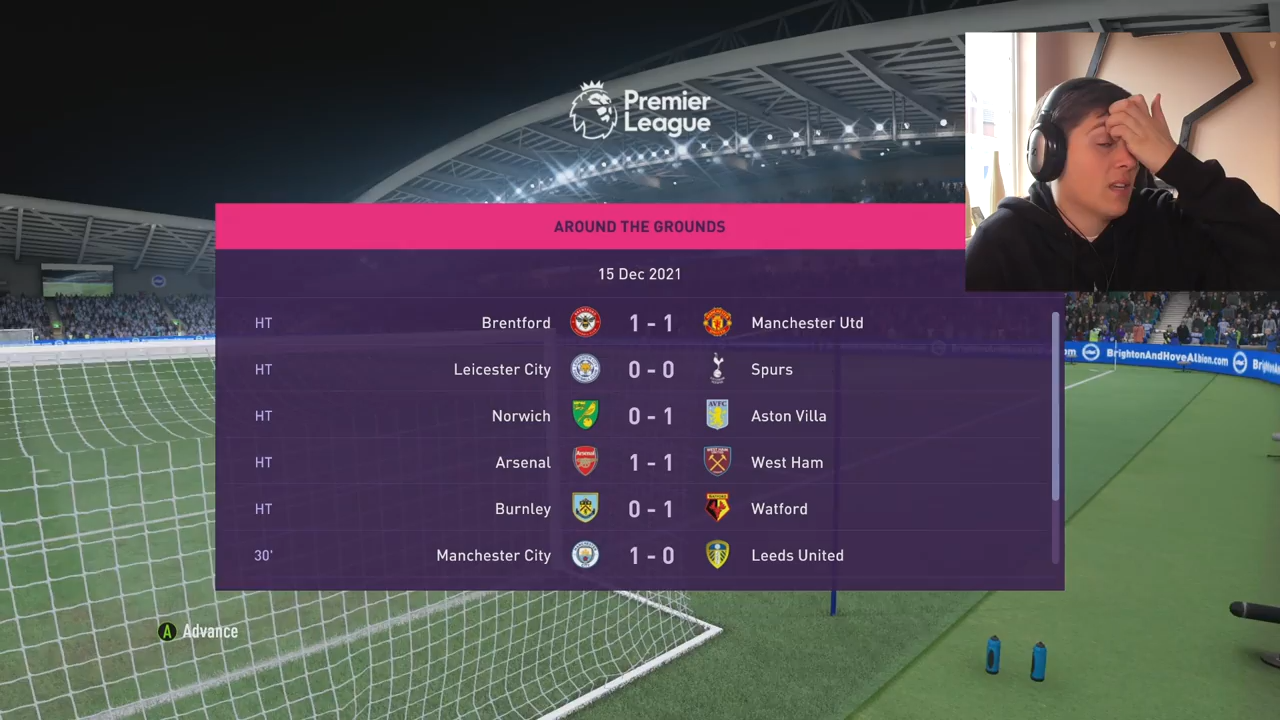 Premier
League
AROUND THE GROUNDS
15 Dec 2021
HT Brentford 1 - 1 Manchester Utd
HT Leicester City 0 - 0 Spurs
HT Norwich 0 - 1 Aston Villa
HT Arsenal 1 - 1 West Ham
HT Burnley 0 - 1 Watford
30' Manchester City 1 - 0 Leeds United
BrightonAndHoveAlbion.com
A Advance